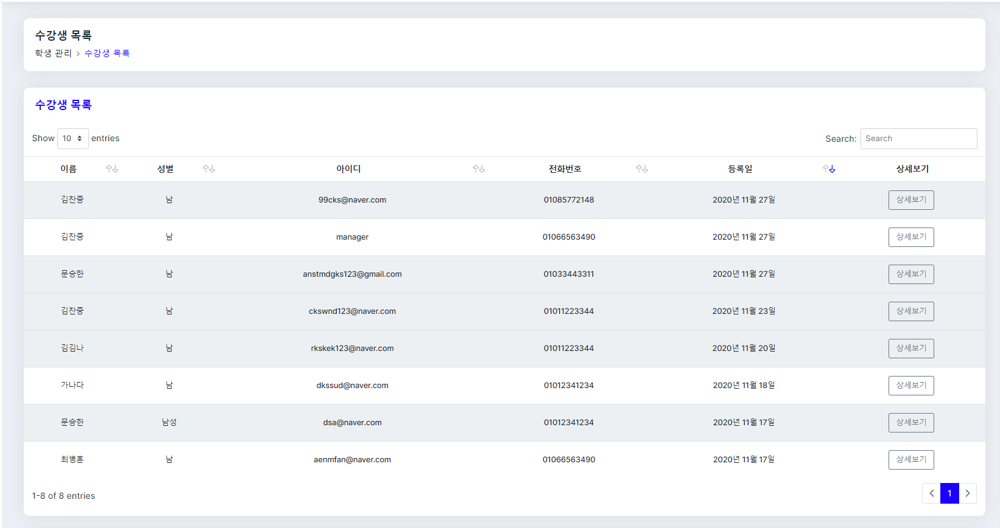 수강생 목록
학생 관리 > 수강생 목록
수강생 목록
Show 10 entries Search: Search
이름 성별 아이디 전화번호 등록일 상세보기
김찬중 남 99cks@naver.com 01085772148 2020년 11월 27일 상세보기
김찬중 남 manager 01066563490 2020년 11월 27일 상세보기
문승한 남 anstmdgks123@gmail.com 01033443311 2020년 11월 27일 상세보기
김찬중 남 ckswnd123@naver.com 01011223344 2020년 11월 23일 상세보기
김김나 남 rkskek123@naver.com 01011223344 2020년 11월 20일 상세보기
가나다 남 dkssud@naver.com 01012341234 2020년 11월 18일 상세보기
문승한 남성 dsa@naver.com 01012341234 2020년 11월 17일 상세보기
최병훈 남 aenmfan@naver.com 01066563490 2020년 11월 17일 상세보기
1-8 of 8 entries 1